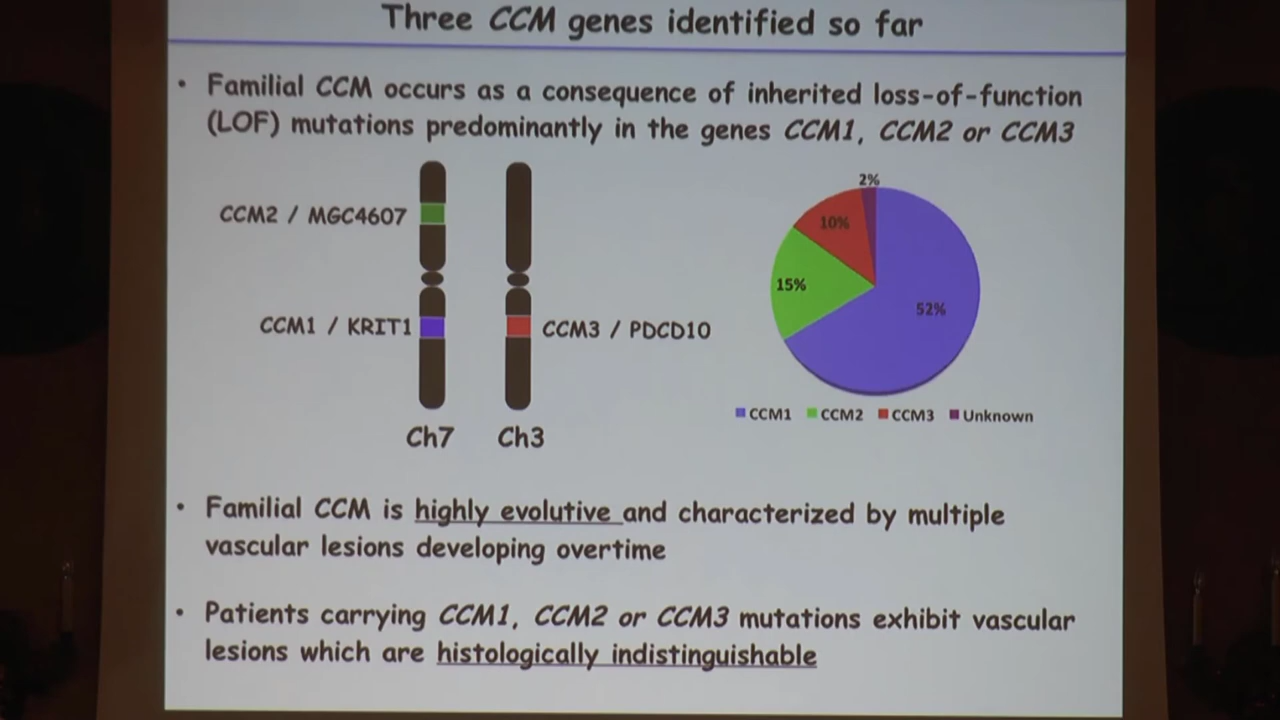 Three CCM genes identified so far
• Familial CCM occurs as a consequence of inherited loss-of-function
(LOF) mutations predominantly in the genes CCM1, CCM2 or CCM3
CCM2 / MGC4607
CCM1 / KRIT1
CCM3 / PDCD10
Ch7
Ch3
2%
10%
15%
52%
CCM1 CCM2 CCM3 Unknown
• Familial CCM is highly evolutive and characterized by multiple
vascular lesions developing overtime
• Patients carrying CCM1, CCM2 or CCM3 mutations exhibit vascular
lesions which are histologically indistinguishable